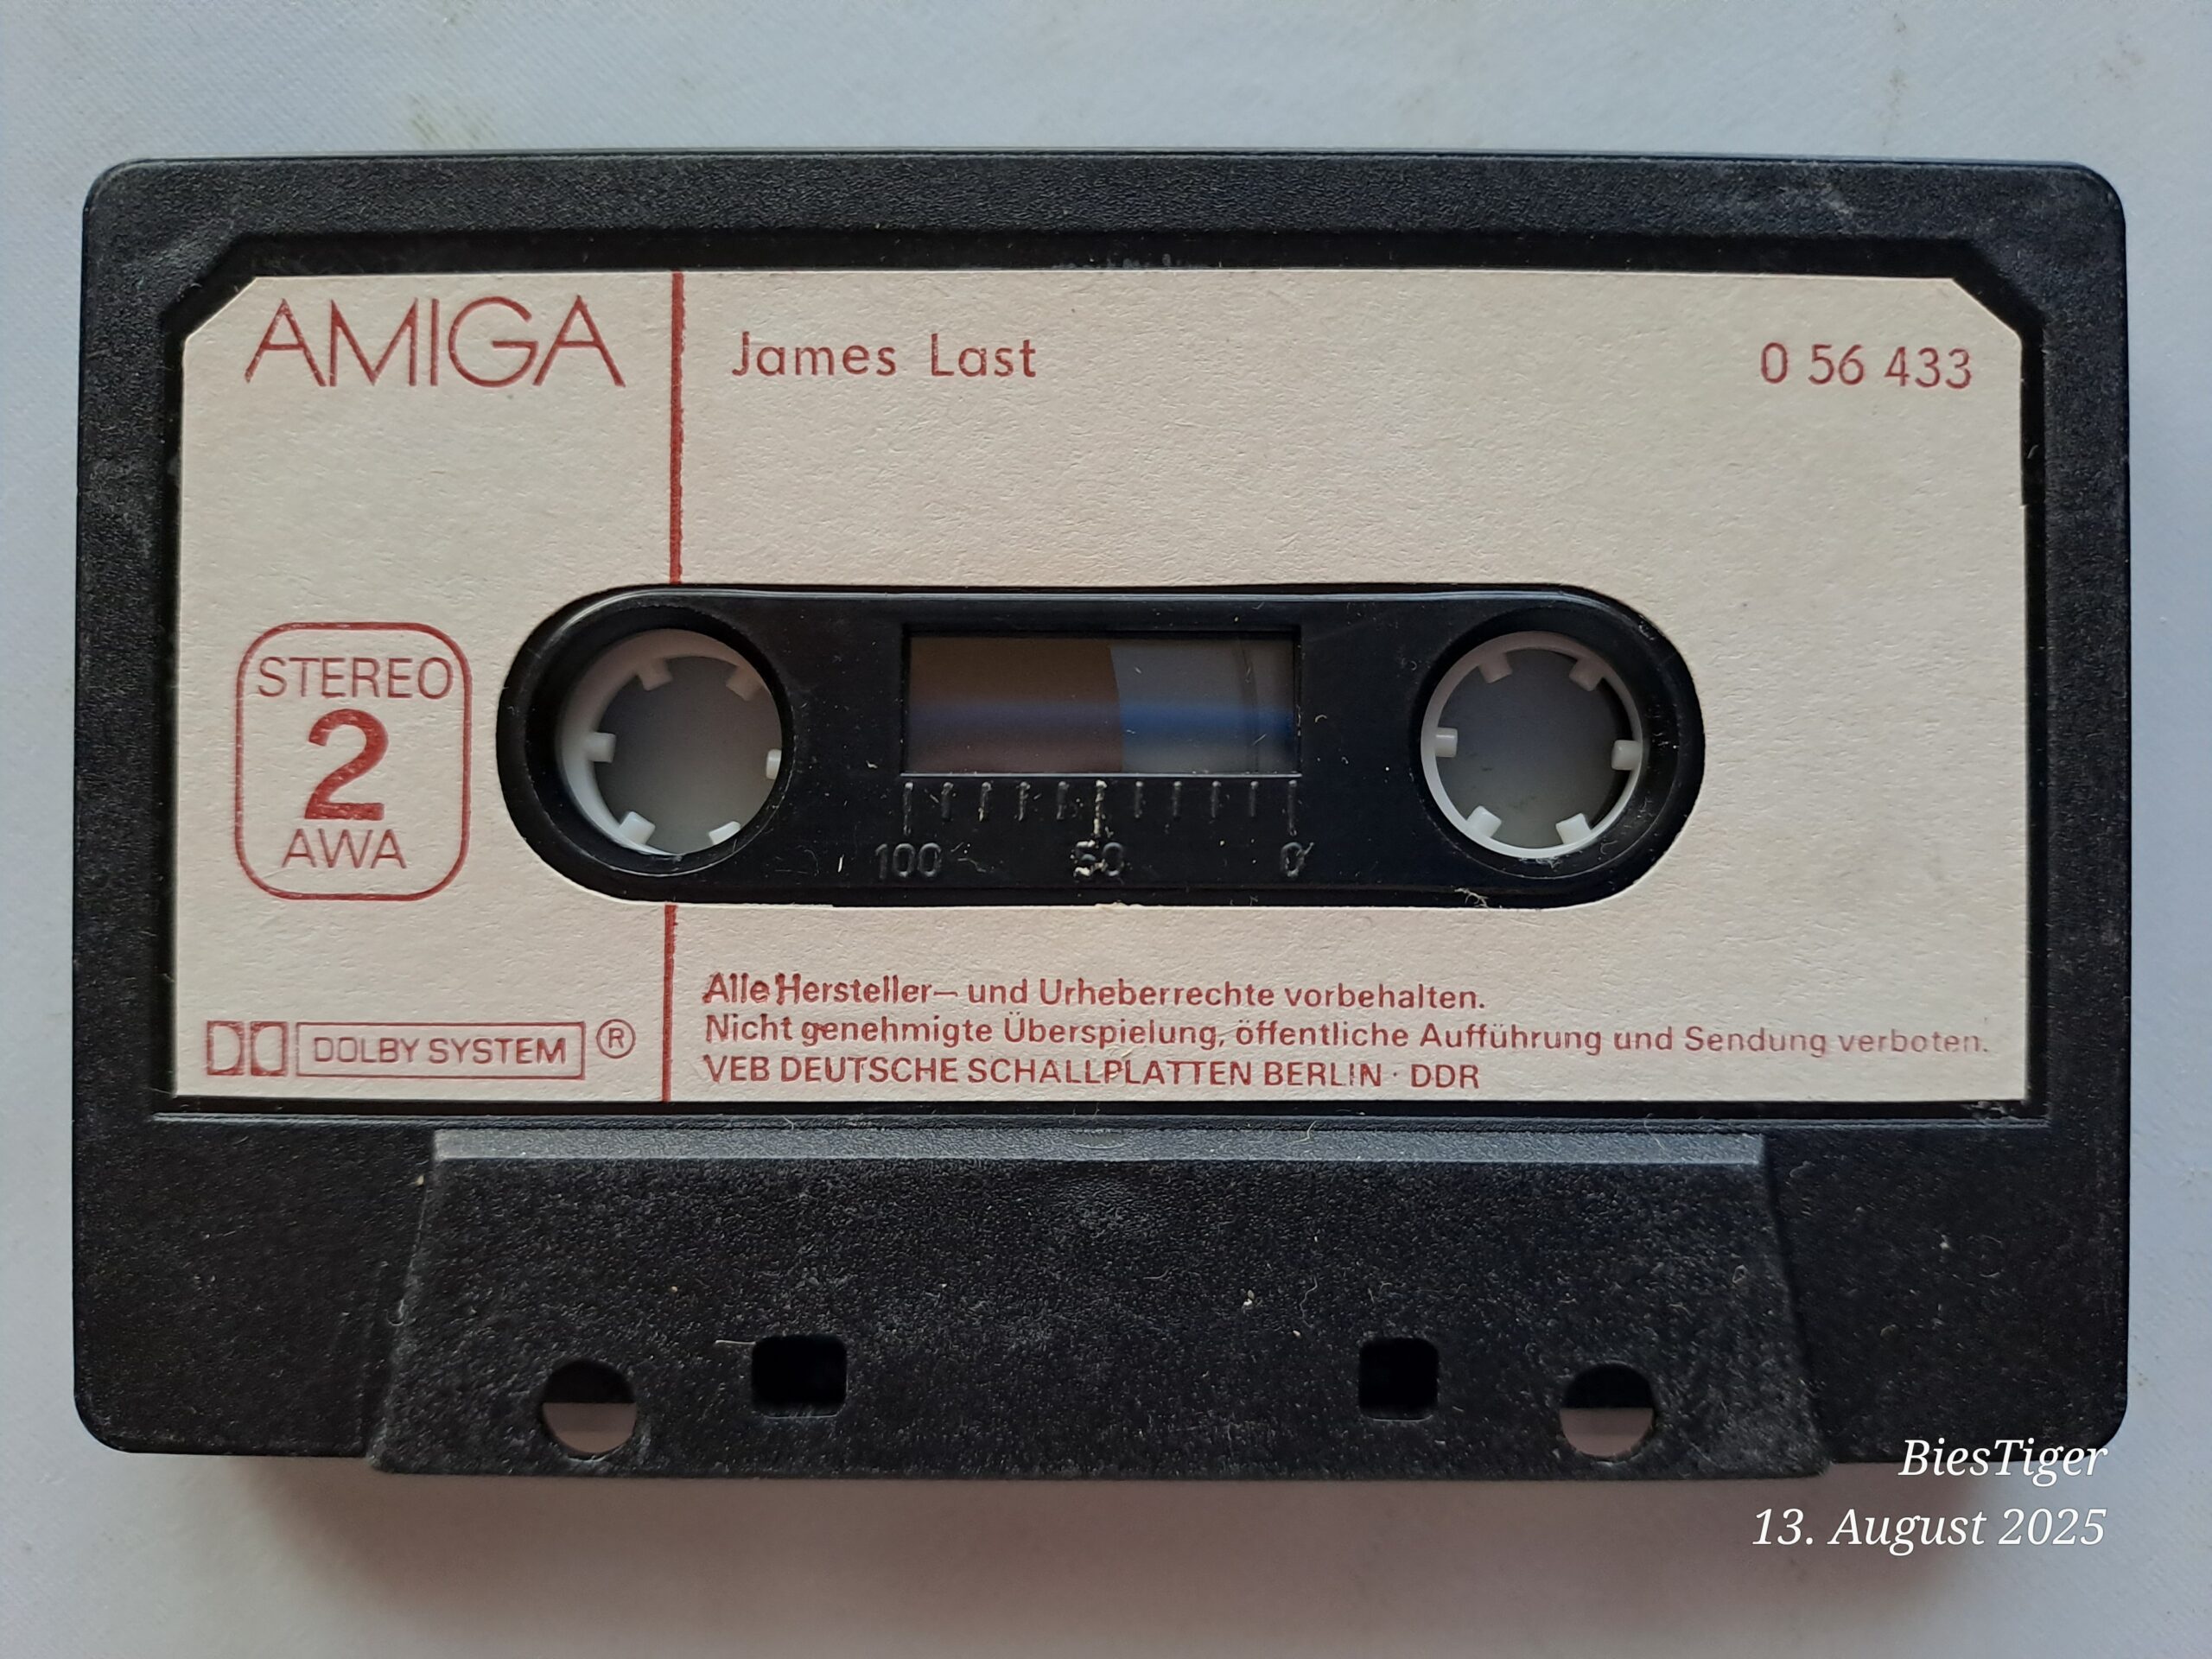 AMIGA
James Last
0 56 433
STEREO
2
AWA
100 50 0
DOLBY SYSTEM ®
Alle Hersteller– und Urheberrechte vorbehalten.
Nicht genehmigte Überspielung, öffentliche Aufführung und Sendung verboten.
VEB DEUTSCHE SCHALLPLATTEN BERLIN · DDR
BiesTiger
13. August 2025